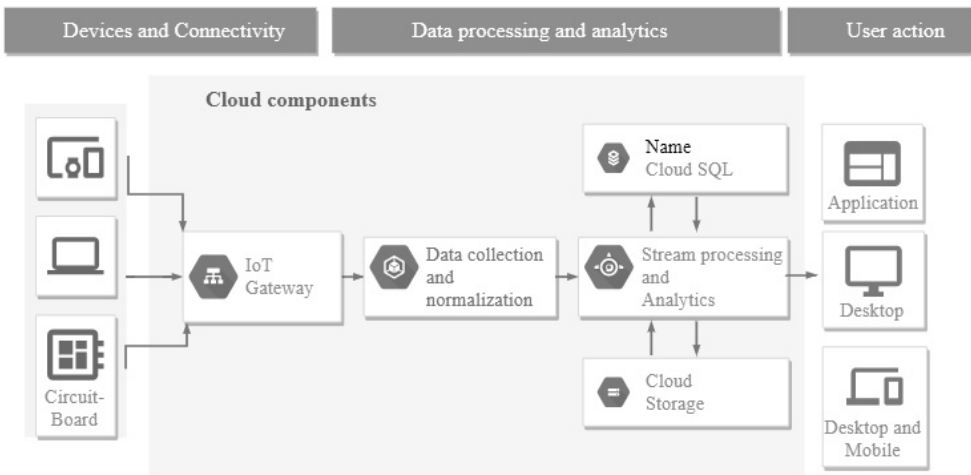 Devices and Connectivity
Data processing and analytics
User action
Cloud components
Name
Cloud SQL
Application
IoT
Gateway
Data collection
and
normalization
Stream processing
and
Analytics
Desktop
Circuit-
Board
Cloud
Storage
Desktop and
Mobile